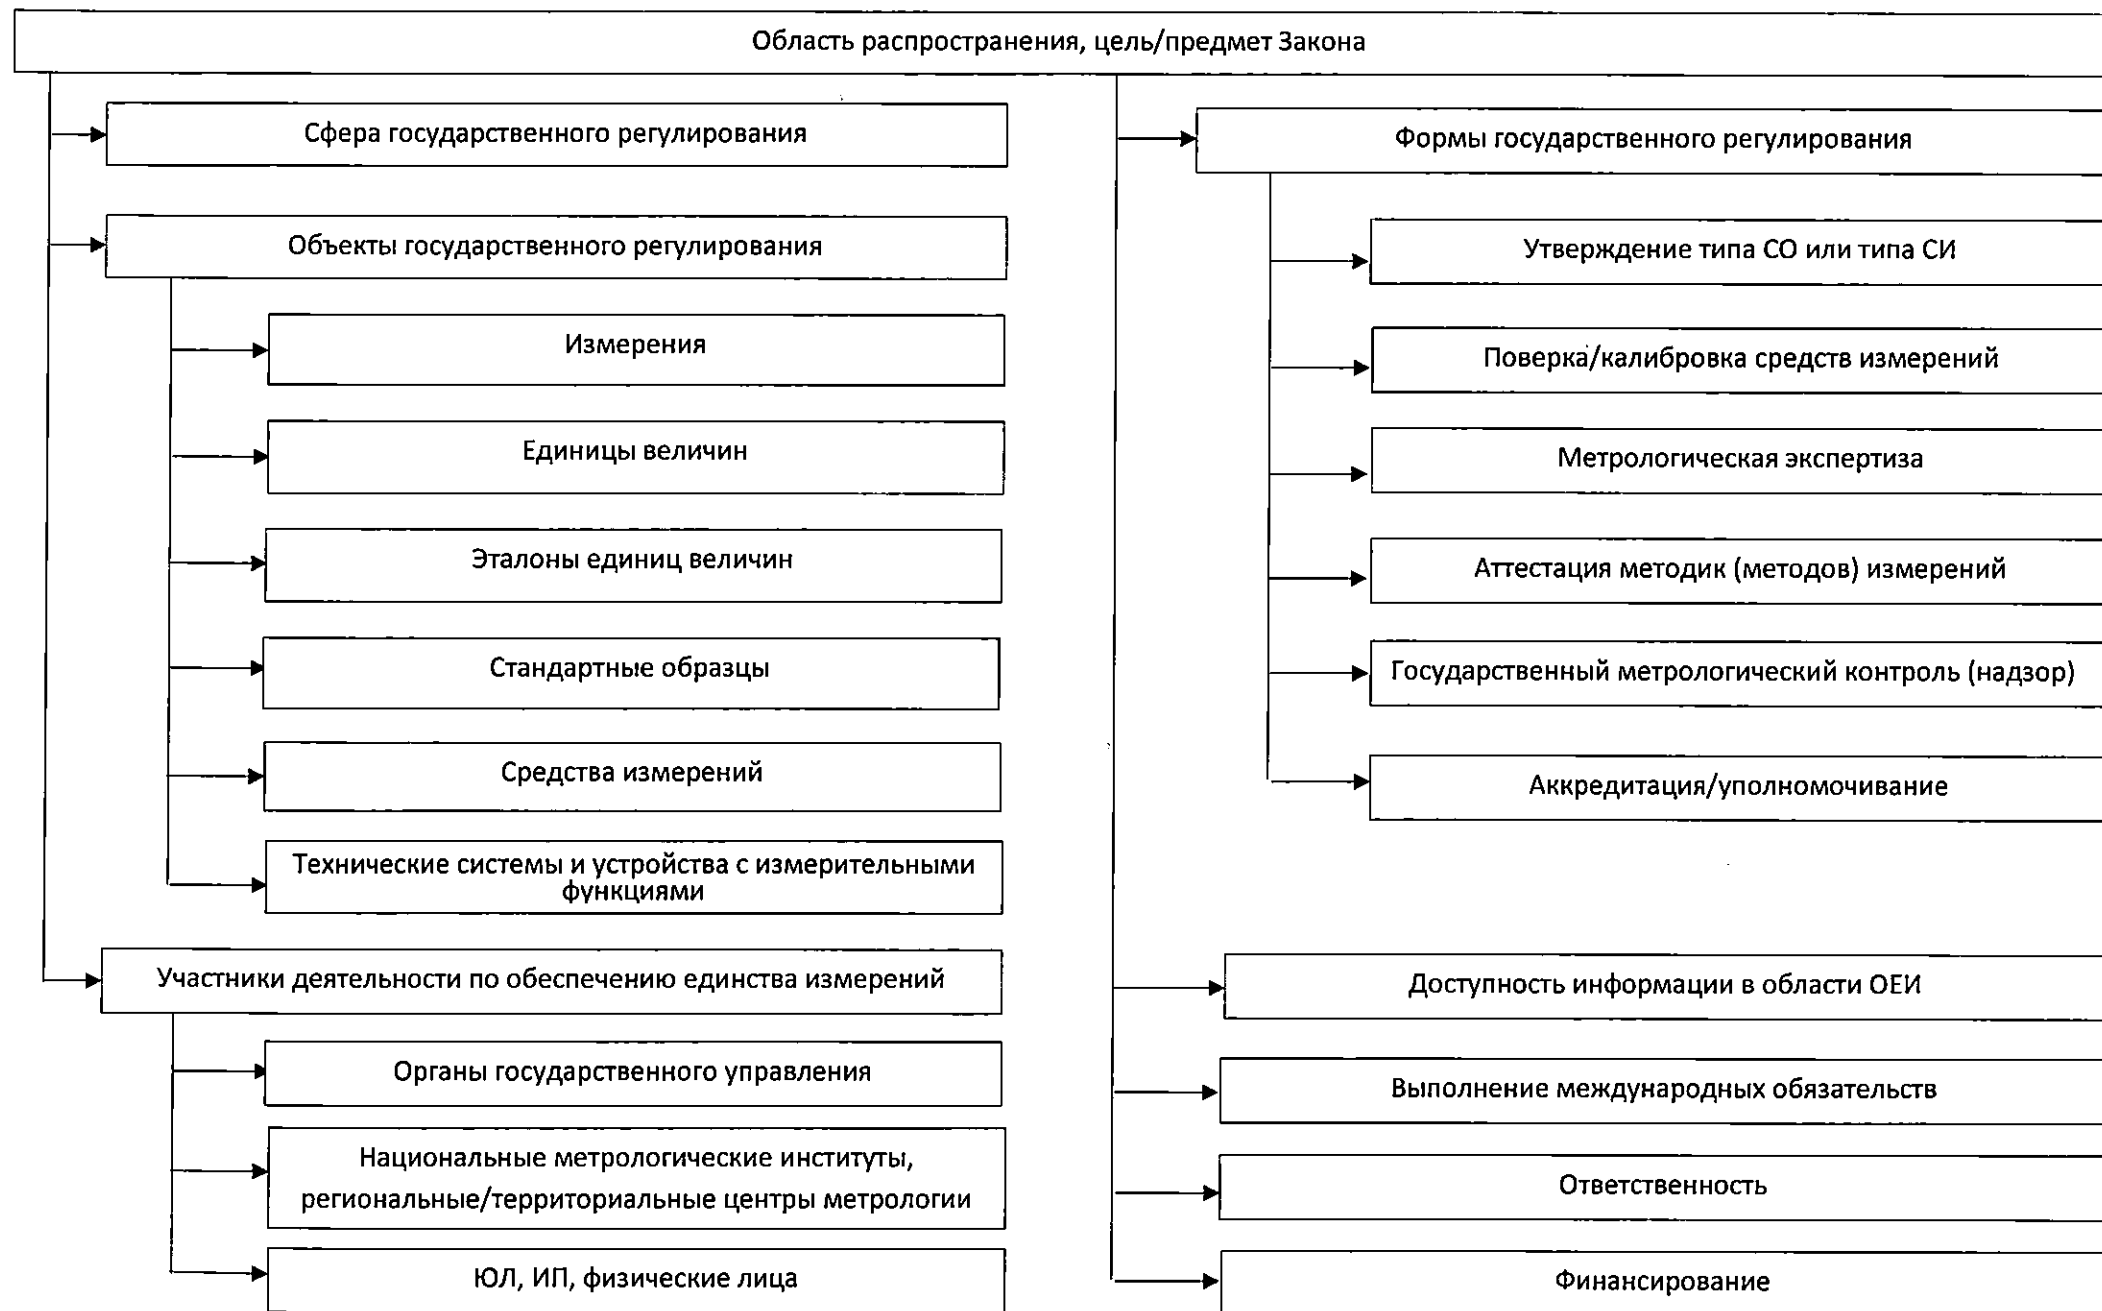 Область распространения, цель/предмет Закона
Сфера государственного регулирования
Объекты государственного регулирования
Измерения
Единицы величин
Эталоны единиц величин
Стандартные образцы
Средства измерений
Технические системы и устройства с измерительными
функциями
Участники деятельности по обеспечению единства измерений
Органы государственного управления
Национальные метрологические институты,
региональные/территориальные центры метрологии
ЮЛ, ИП, физические лица
Формы государственного регулирования
Утверждение типа СО или типа СИ
Поверка/калибровка средств измерений
Метрологическая экспертиза
Аттестация методик (методов) измерений
Государственный метрологический контроль (надзор)
Аккредитация/уполномочивание
Доступность информации в области ОЕИ
Выполнение международных обязательств
Ответственность
Финансирование